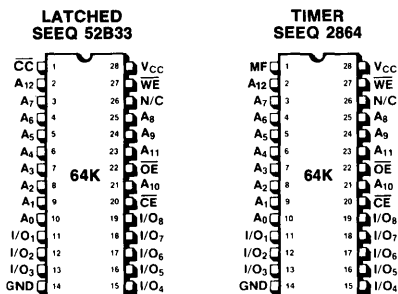 LATCHED
SEEQ 52B33
CC 1 28 VCC
A12 2 27 WE
A7 3 26 N/C
A6 4 25 A8
A5 5 24 A9
A4 6 23 A11
A3 7 22 OE
A2 8 21 A10
A1 9 20 CE
A0 10 19 I/O8
I/O1 11 18 I/O7
I/O2 12 17 I/O6
I/O3 13 16 I/O5
GND 14 15 I/O4
64K
TIMER
SEEQ 2864
MF 1 28 VCC
A12 2 27 WE
A7 3 26 N/C
A6 4 25 A8
A5 5 24 A9
A4 6 23 A11
A3 7 22 OE
A2 8 21 A10
A1 9 20 CE
A0 10 19 I/O8
I/O1 11 18 I/O7
I/O2 12 17 I/O6
I/O3 13 16 I/O5
GND 14 15 I/O4
64K